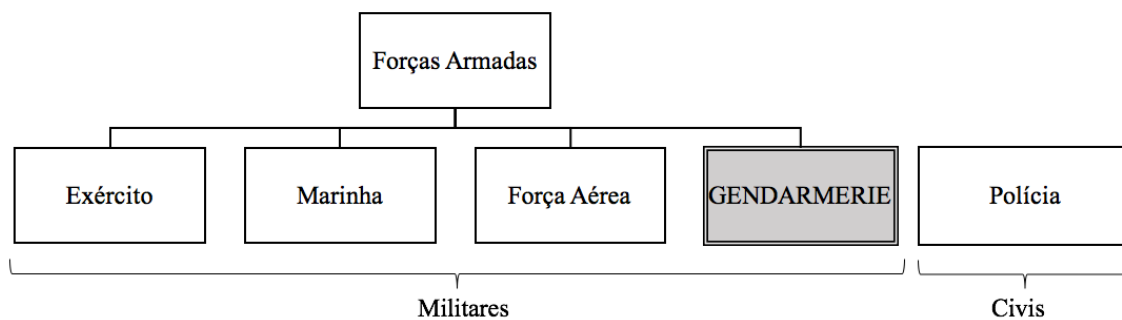 Forças Armadas
Exército
Marinha
Força Aérea
GENDARMERIE
Polícia
Militares
Civis